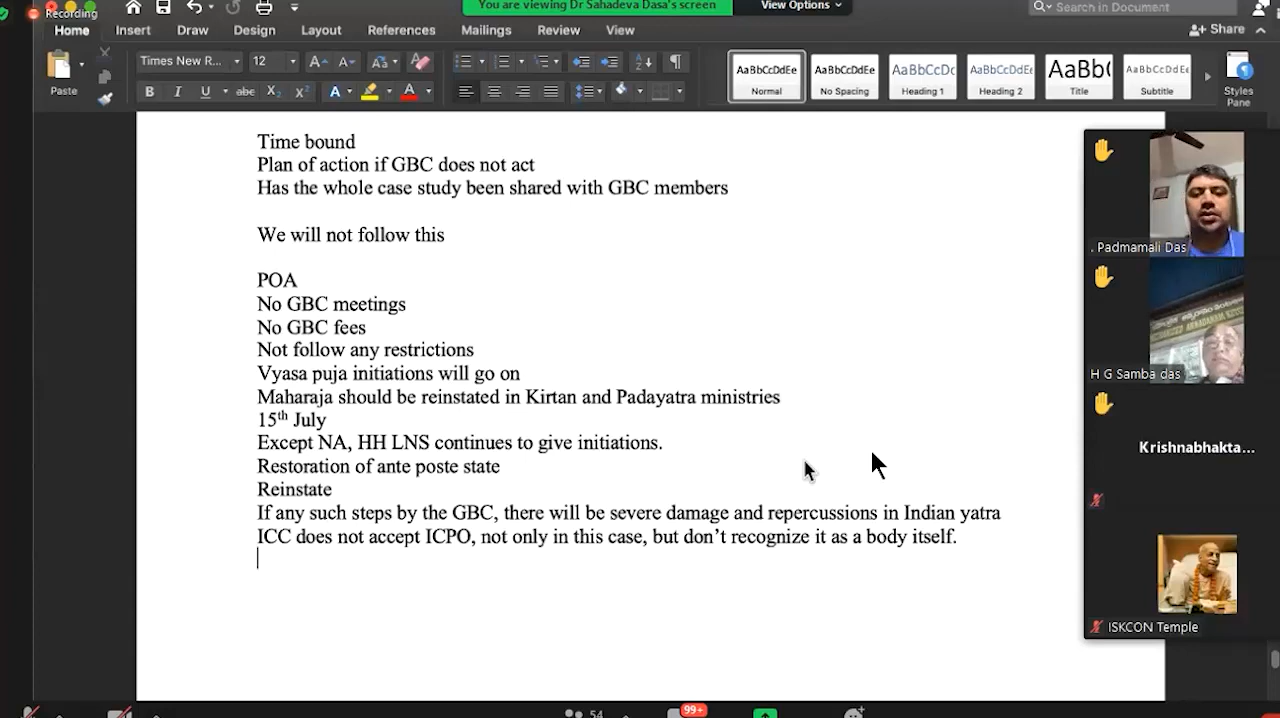 Recording
You are viewing Dr Sahadeva Dasa's screen
View Options
Search in Document
Home Insert Draw Design Layout References Mailings Review View
Share
Paste
Times New R...
12
AaBbCcDdEe
Normal
AaBbCcDdEe
No Spacing
AaBbCcDc
Heading 1
AaBbCcDdEe
Heading 2
AaBb(
Title
AaBbCcDdEe
Subtitle
Styles
Pane
Time bound
Plan of action if GBC does not act
Has the whole case study been shared with GBC members
We will not follow this
POA
No GBC meetings
No GBC fees
Not follow any restrictions
Vyasa puja initiations will go on
Maharaja should be reinstated in Kirtan and Padayatra ministries
15th July
Except NA, HH LNS continues to give initiations.
Restoration of ante poste state
Reinstate
If any such steps by the GBC, there will be severe damage and repercussions in Indian yatra
ICC does not accept ICPO, not only in this case, but don't recognize it as a body itself.
. Padmamali Das
H G Samba das
Krishnabhakta...
ISKCON Temple
54
99+